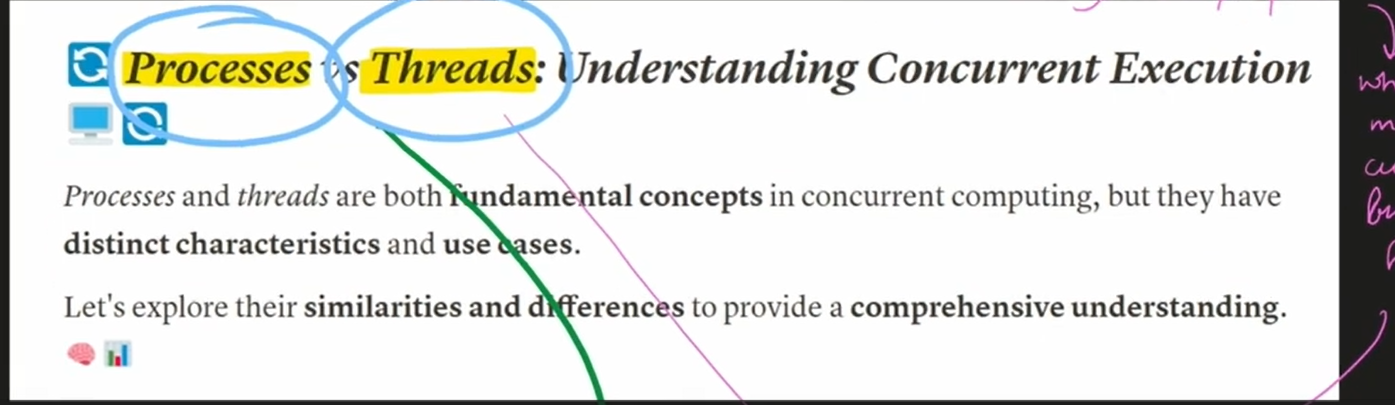 Processes vs Threads: Understanding Concurrent Execution
Processes and threads are both fundamental concepts in concurrent computing, but they have
distinct characteristics and use cases.
Let's explore their similarities and differences to provide a comprehensive understanding.